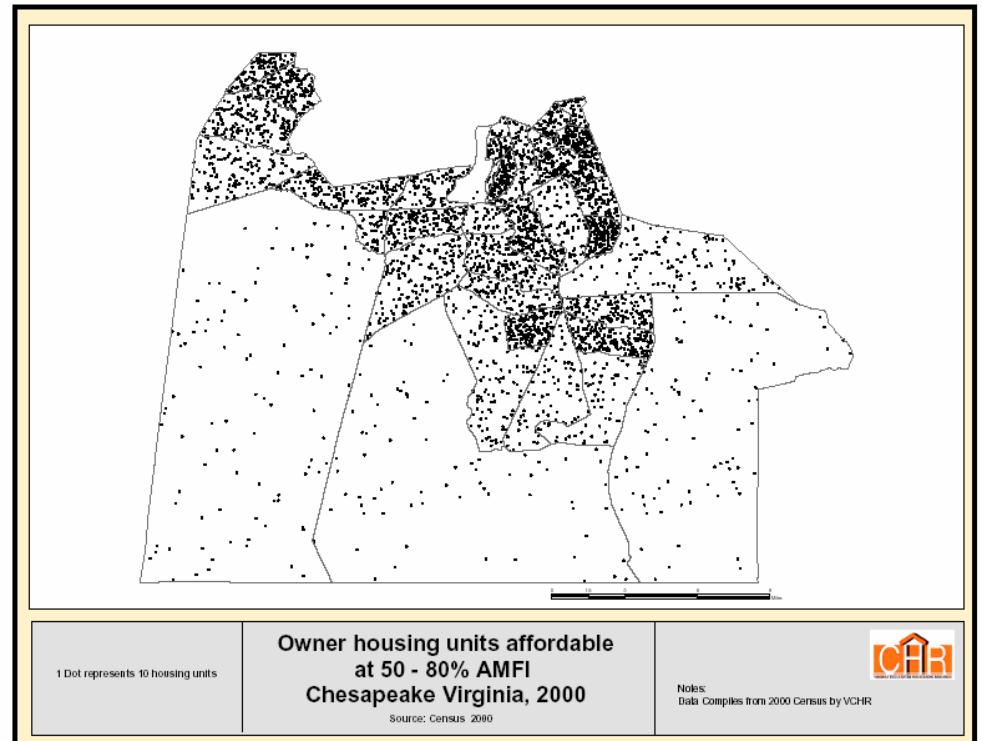 1 Dot represents 10 housing units
Owner housing units affordable
at 50 - 80% AMFI
Chesapeake Virginia, 2000
Source: Census 2000
CHR
Notes:
Data Compiles from 2000 Census by VCHR